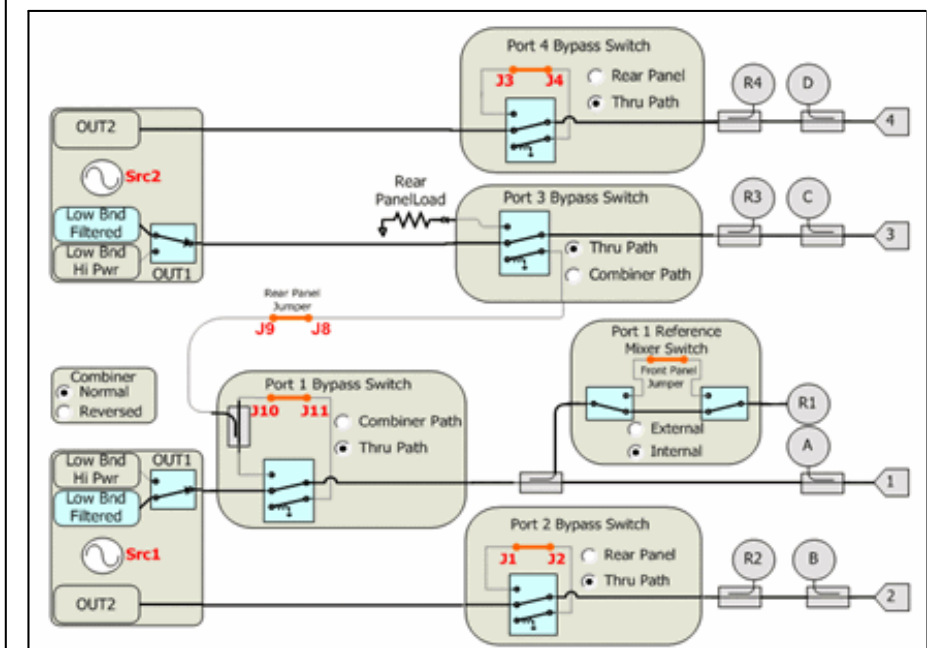 Port 4 Bypass Switch
J3 J4
Rear Panel
Thru Path
R4
D
4
OUT2
Src2
Low Bnd
Filtered
Low Bnd
Hi Pwr
OUT1
Rear
PanelLoad
Port 3 Bypass Switch
Thru Path
Combiner Path
R3
C
3
Rear Panel
Jumper
J9 J8
Port 1 Reference
Mixer Switch
Front Panel
Jumper
External
Internal
R1
A
1
Combiner
Normal
Reversed
Port 1 Bypass Switch
J10 J11
Combiner Path
Thru Path
Low Bnd
Hi Pwr
OUT1
Low Bnd
Filtered
Src1
OUT2
Port 2 Bypass Switch
J1 J2
Rear Panel
Thru Path
R2
B
2